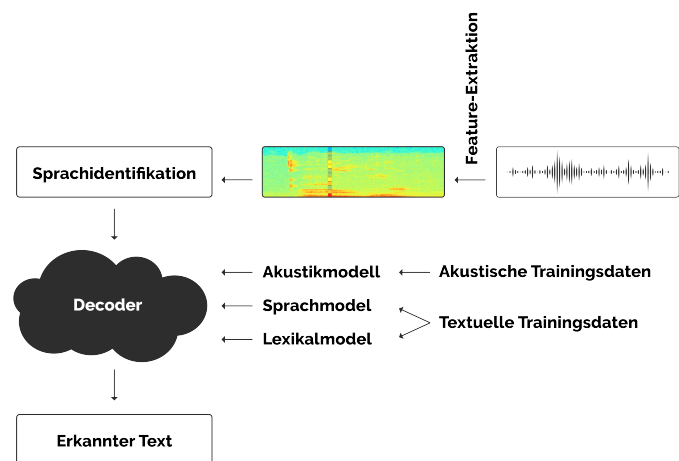 Feature-Extraktion
Sprachidentifikation
Decoder
Akustikmodell
Akustische Trainingsdaten
Sprachmodel
Textuelle Trainingsdaten
Lexikalmodel
Erkannter Text